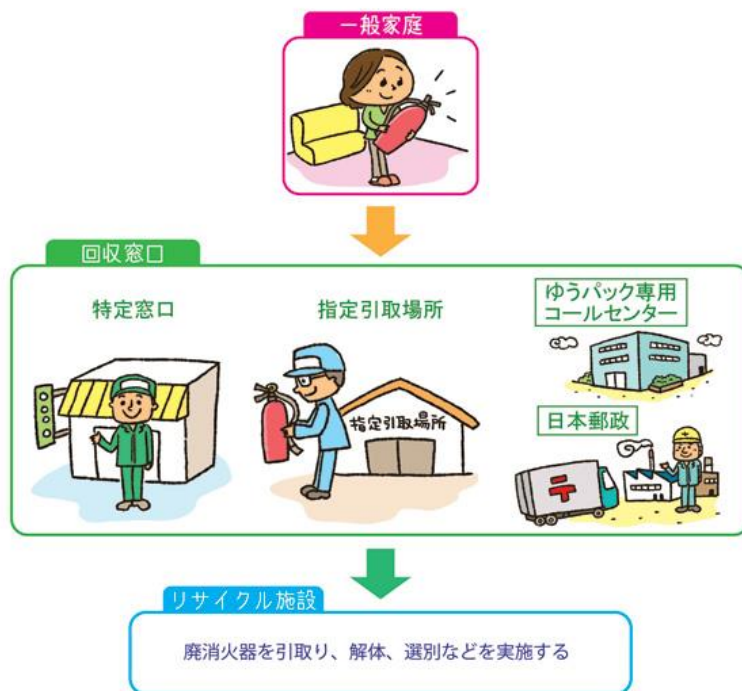 一般家庭
回収窓口
特定窓口
指定引取場所
ゆうパック専用
コールセンター
指定引取場所
日本郵政
リサイクル施設
廃消火器を引取り、解体、選別などを実施する